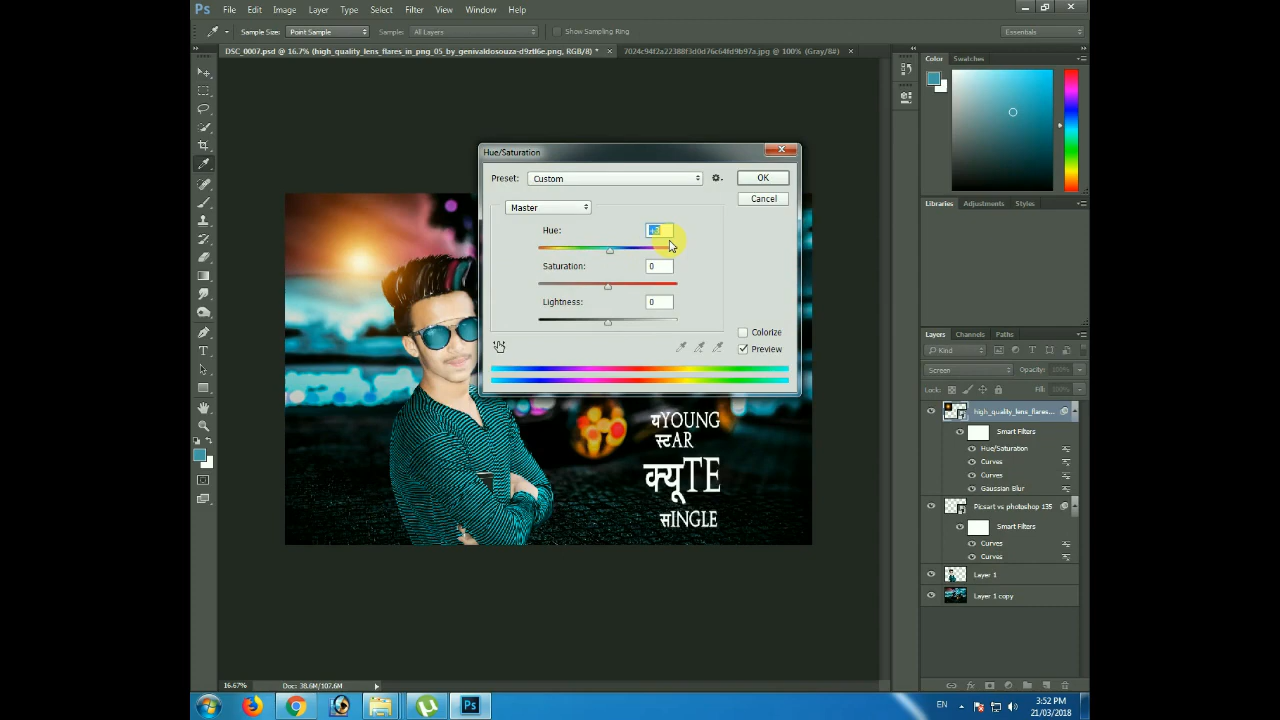 Ps File Edit Image Layer Type Select Filter View Window Help
Sample Size: Point Sample Samples: All Layers Show Sampling Ring Essentials
DSC_0007.psd @ 16.7% (high_quality_lens_flares_in_png_05_by_genivaldosouza-d9ztl6e.png, RGB/8) * × 7024c94f2a22388f3d0d76c64fd9b97a.jpg @ 100% (Gray/8#) ×
Color Swatches
Hue/Saturation
Preset: Custom OK
Cancel
Master
Hue:
Saturation: 0
Lightness: 0
Colorize
Preview
Libraries Adjustments Styles
Layers Channels Paths
Kind
Screen Opacity: 100%
Lock: Fill: 100%
high_quality_lens_flares...
Smart Filters
Hue/Saturation
Curves
Curves
Gaussian Blur
Picsart vs photoshop 135
Smart Filters
Curves
Curves
Layer 1
Layer 1 copy
यYOUNG
स्टAR
क्यूTE
सINGLE
16.67% Doc: 38.6M/107.6M
EN 3:52 PM
21/03/2018